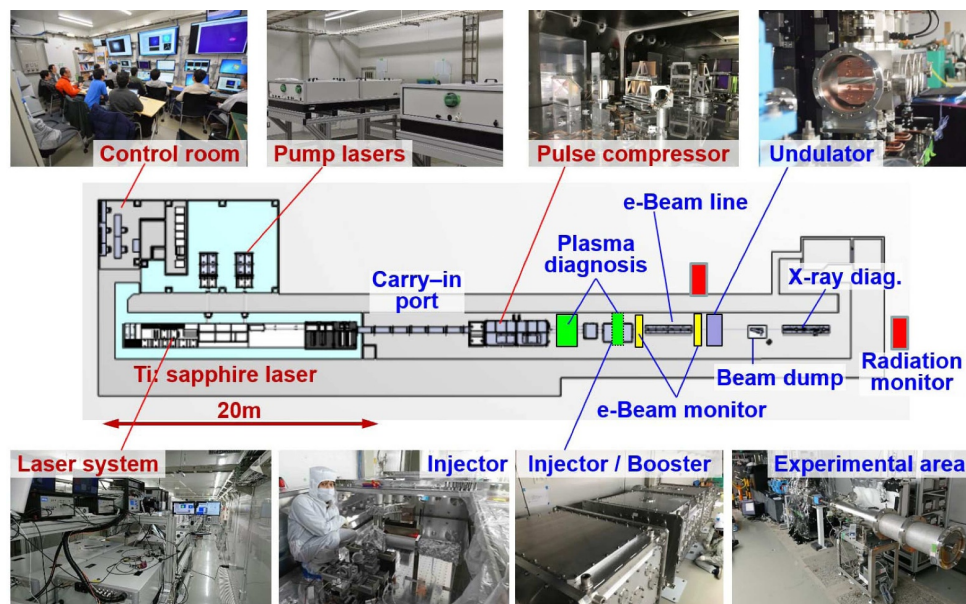 Control room
Pump lasers
Pulse compressor
Undulator
e-Beam line
Plasma
diagnosis
Carry–in
port
X-ray diag.
Ti: sapphire laser
Beam dump
Radiation
monitor
e-Beam monitor
20m
Laser system
Injector
Injector / Booster
Experimental area